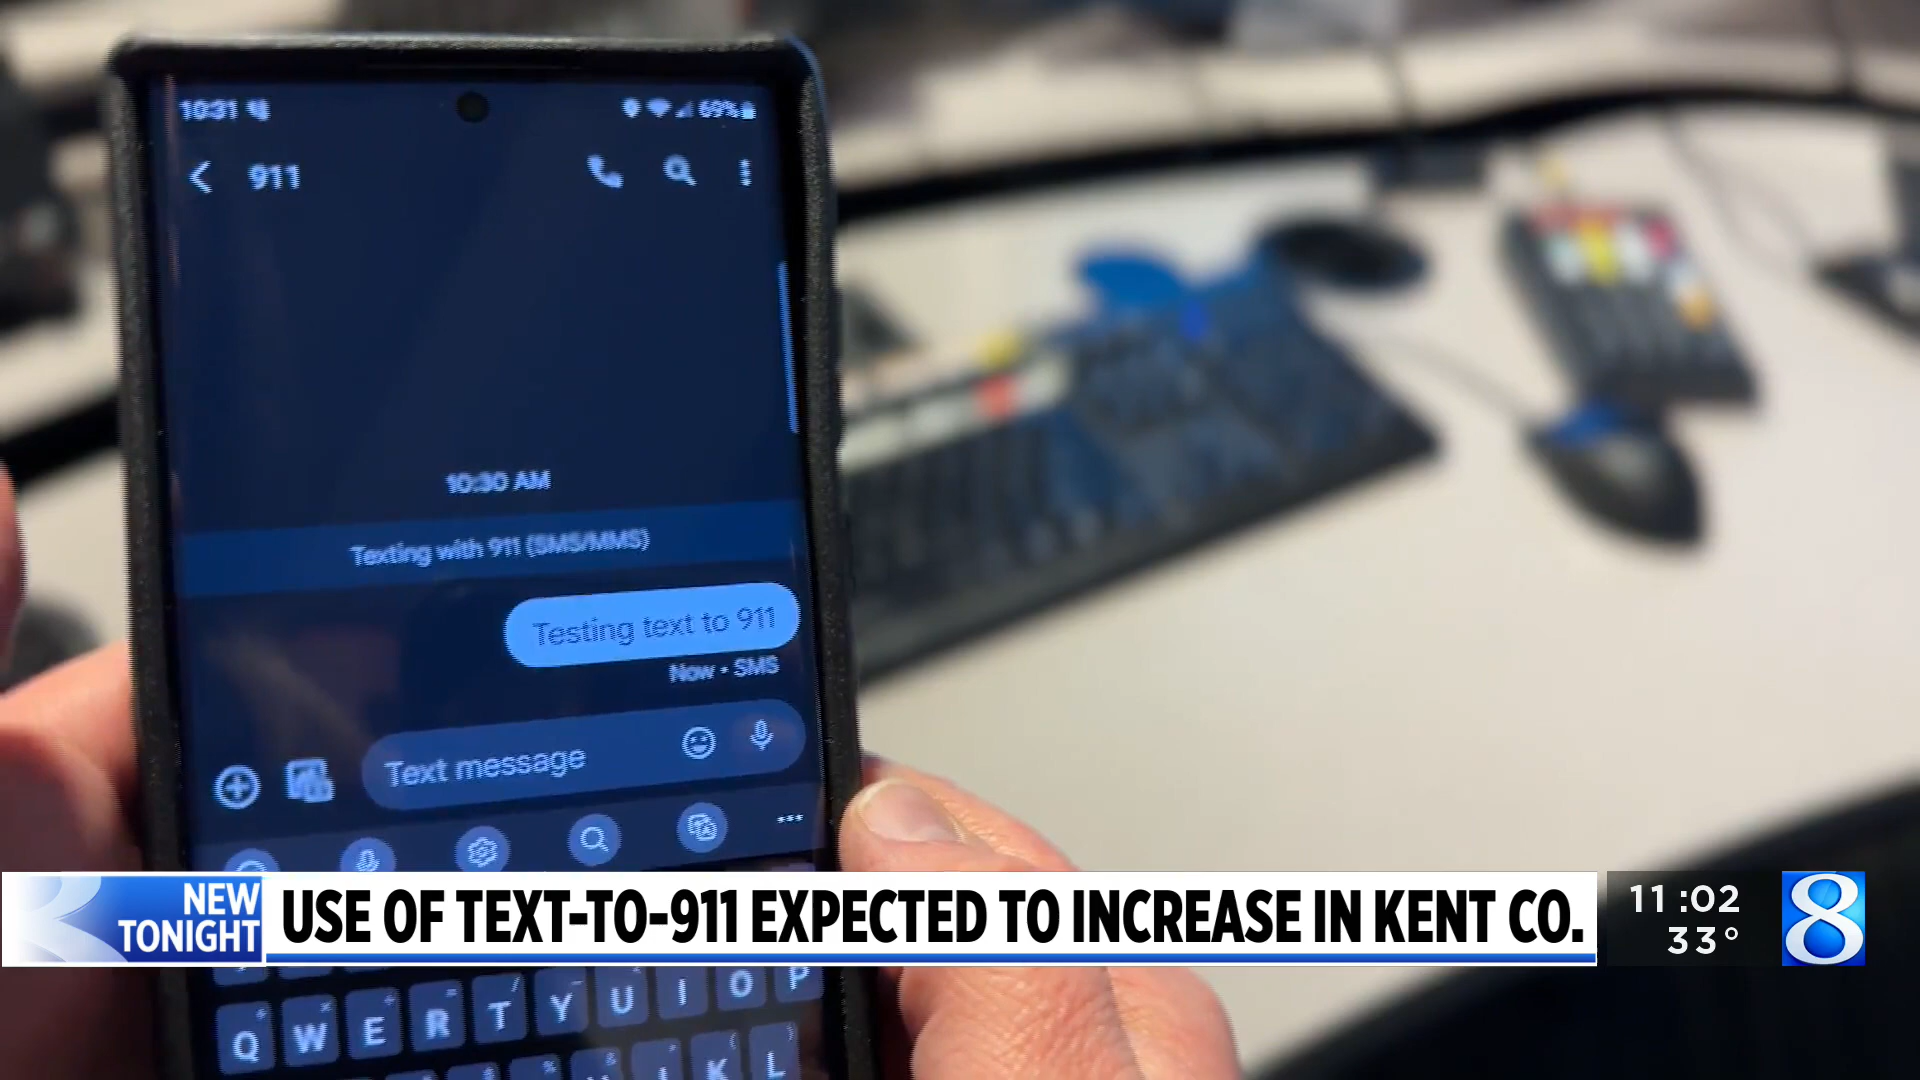 10:31
69%
911
10:30 AM
Texting with 911 (SMS/MMS)
Testing text to 911
Now • SMS
Text message
NEW TONIGHT
USE OF TEXT-TO-911 EXPECTED TO INCREASE IN KENT CO.
11:02
33°
8
Q W E R T Y U I O P
K L